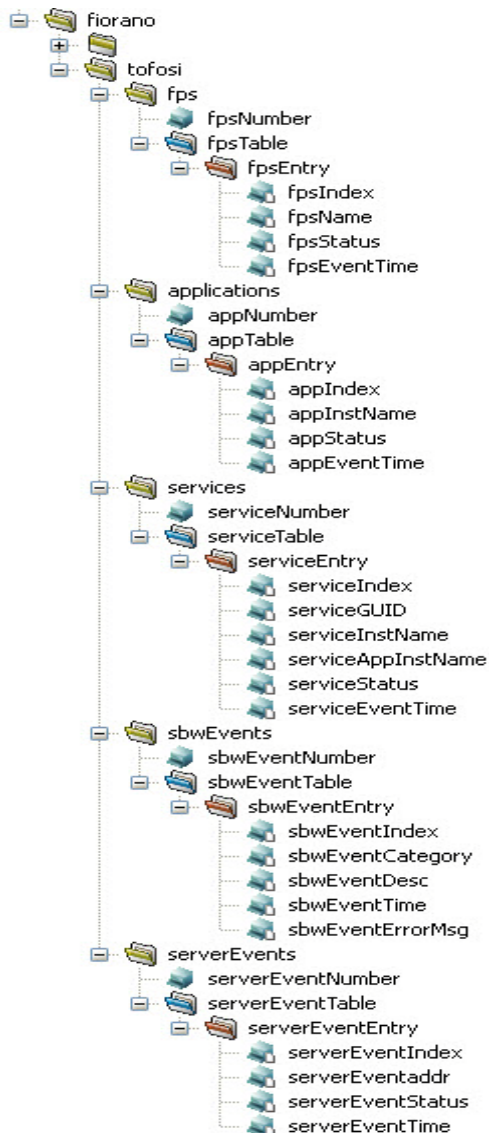 fiorano
tofosi
fps
fpsNumber
fpsTable
fpsEntry
fpsIndex
fpsName
fpsStatus
fpsEventTime
applications
appNumber
appTable
appEntry
appIndex
appInstName
appStatus
appEventTime
services
serviceNumber
serviceTable
serviceEntry
serviceIndex
serviceGUID
serviceInstName
serviceAppInstName
serviceStatus
serviceEventTime
sbwEvents
sbwEventNumber
sbwEventTable
sbwEventEntry
sbwEventIndex
sbwEventCategory
sbwEventDesc
sbwEventTime
sbwEventErrorMsg
serverEvents
serverEventNumber
serverEventTable
serverEventEntry
serverEventIndex
serverEventaddr
serverEventStatus
serverEventTime